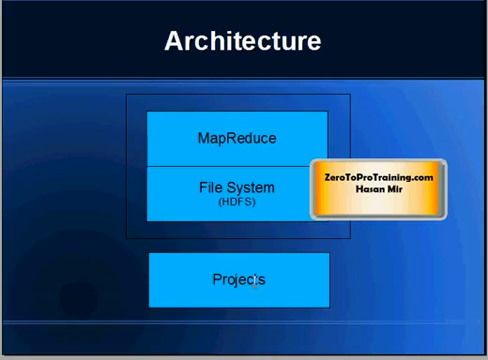 Architecture
MapReduce
File System
(HDFS)
ZeroToProTraining.com
Hasan Mir
Projects